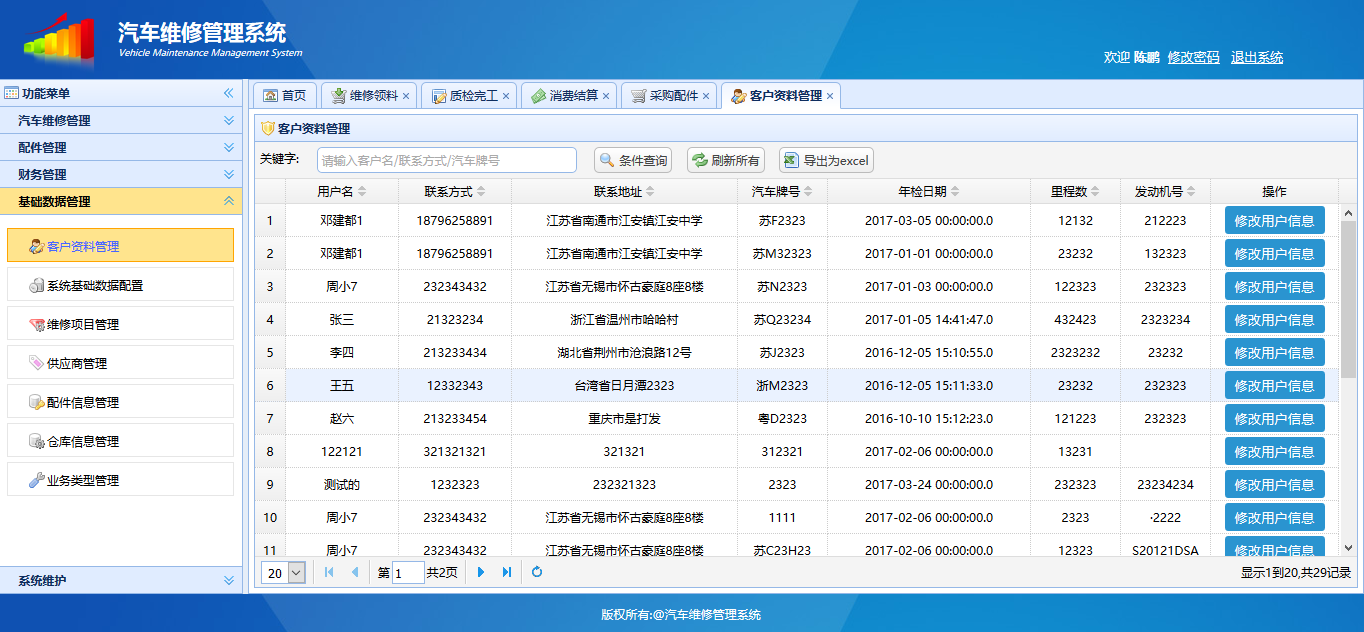 汽车维修管理系统
Vehicle Maintenance Management System
欢迎 陈鹏 修改密码 退出系统
功能菜单
汽车维修管理
配件管理
财务管理
基础数据管理
客户资料管理
系统基础数据配置
维修项目管理
供应商管理
配件信息管理
仓库信息管理
业务类型管理
系统维护
首页 维修领料 × 质检完工 × 消费结算 × 采购配件 × 客户资料管理 ×
客户资料管理
关键字: 请输入客户名/联系方式/汽车牌号 条件查询 刷新所有 导出为excel
用户名 联系方式 联系地址 汽车牌号 年检日期 里程数 发动机号 操作
1 邓建都1 18796258891 江苏省南通市江安镇江安中学 苏F2323 2017-03-05 00:00:00.0 12132 212223 修改用户信息
2 邓建都1 18796258891 江苏省南通市江安镇江安中学 苏M32323 2017-01-01 00:00:00.0 23232 132323 修改用户信息
3 周小7 232343432 江苏省无锡市怀古豪庭8座8楼 苏N2323 2017-01-03 00:00:00.0 122323 232323 修改用户信息
4 张三 21323234 浙江省温州市哈哈村 苏Q23234 2017-01-05 14:41:47.0 432423 2323234 修改用户信息
5 李四 213233434 湖北省荆州市沧浪路12号 苏J2323 2016-12-05 15:10:55.0 2323232 23232 修改用户信息
6 王五 12332343 台湾省日月潭2323 浙M2323 2016-12-05 15:11:33.0 23232 232323 修改用户信息
7 赵六 213233454 重庆市是打发 粤D2323 2016-10-10 15:12:23.0 121223 232323 修改用户信息
8 122121 321321321 321321 312321 2017-02-06 00:00:00.0 13231 修改用户信息
9 测试的 1232323 232321323 2323 2017-03-24 00:00:00.0 232323 23234234 修改用户信息
10 周小7 232343432 江苏省无锡市怀古豪庭8座8楼 1111 2017-02-06 00:00:00.0 2323 ·2222 修改用户信息
11 周小7 232343432 江苏省无锡市怀古豪庭8座8楼 苏C23H23 2017-02-06 00:00:00.0 12323 S20121DSA 修改用户信息
20 第 1 共2页 显示1到20,共29记录
版权所有:@汽车维修管理系统